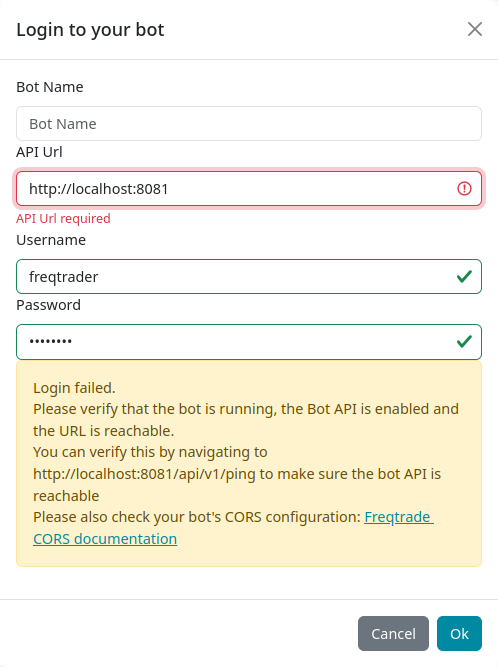 Login to your bot
Bot Name
Bot Name
API Url
http://localhost:8081
API Url required
Username
freqtrader
Password
••••••••
Login failed.
Please verify that the bot is running, the Bot API is enabled and
the URL is reachable.
You can verify this by navigating to
http://localhost:8081/api/v1/ping to make sure the bot API is
reachable
Please also check your bot's CORS configuration: Freqtrade
CORS documentation
Cancel
Ok